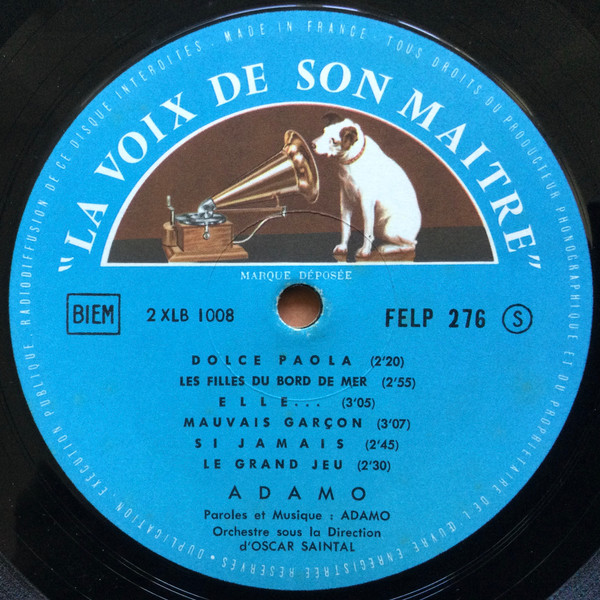 MADE IN FRANCE. TOUS DROITS DU PRODUCTEUR PHONOGRAPHIQUE ET DU PROPRIÉTAIRE DE L'ŒUVRE ENREGISTRÉE RÉSERVÉS • DUPLICATION. EXÉCUTION PUBLIQUE. RADIODIFFUSION DE CE DISQUE INTERDITES.
"LA VOIX DE SON MAITRE"
MARQUE DÉPOSÉE
BIEM 2 XLB 1008 FELP 276 S
DOLCE PAOLA (2'20)
LES FILLES DU BORD DE MER (2'55)
ELLE... (3'05)
MAUVAIS GARÇON (3'07)
SI JAMAIS (2'45)
LE GRAND JEU (2'30)
ADAMO
Paroles et Musique : ADAMO
Orchestre sous la Direction
d'OSCAR SAINTAL